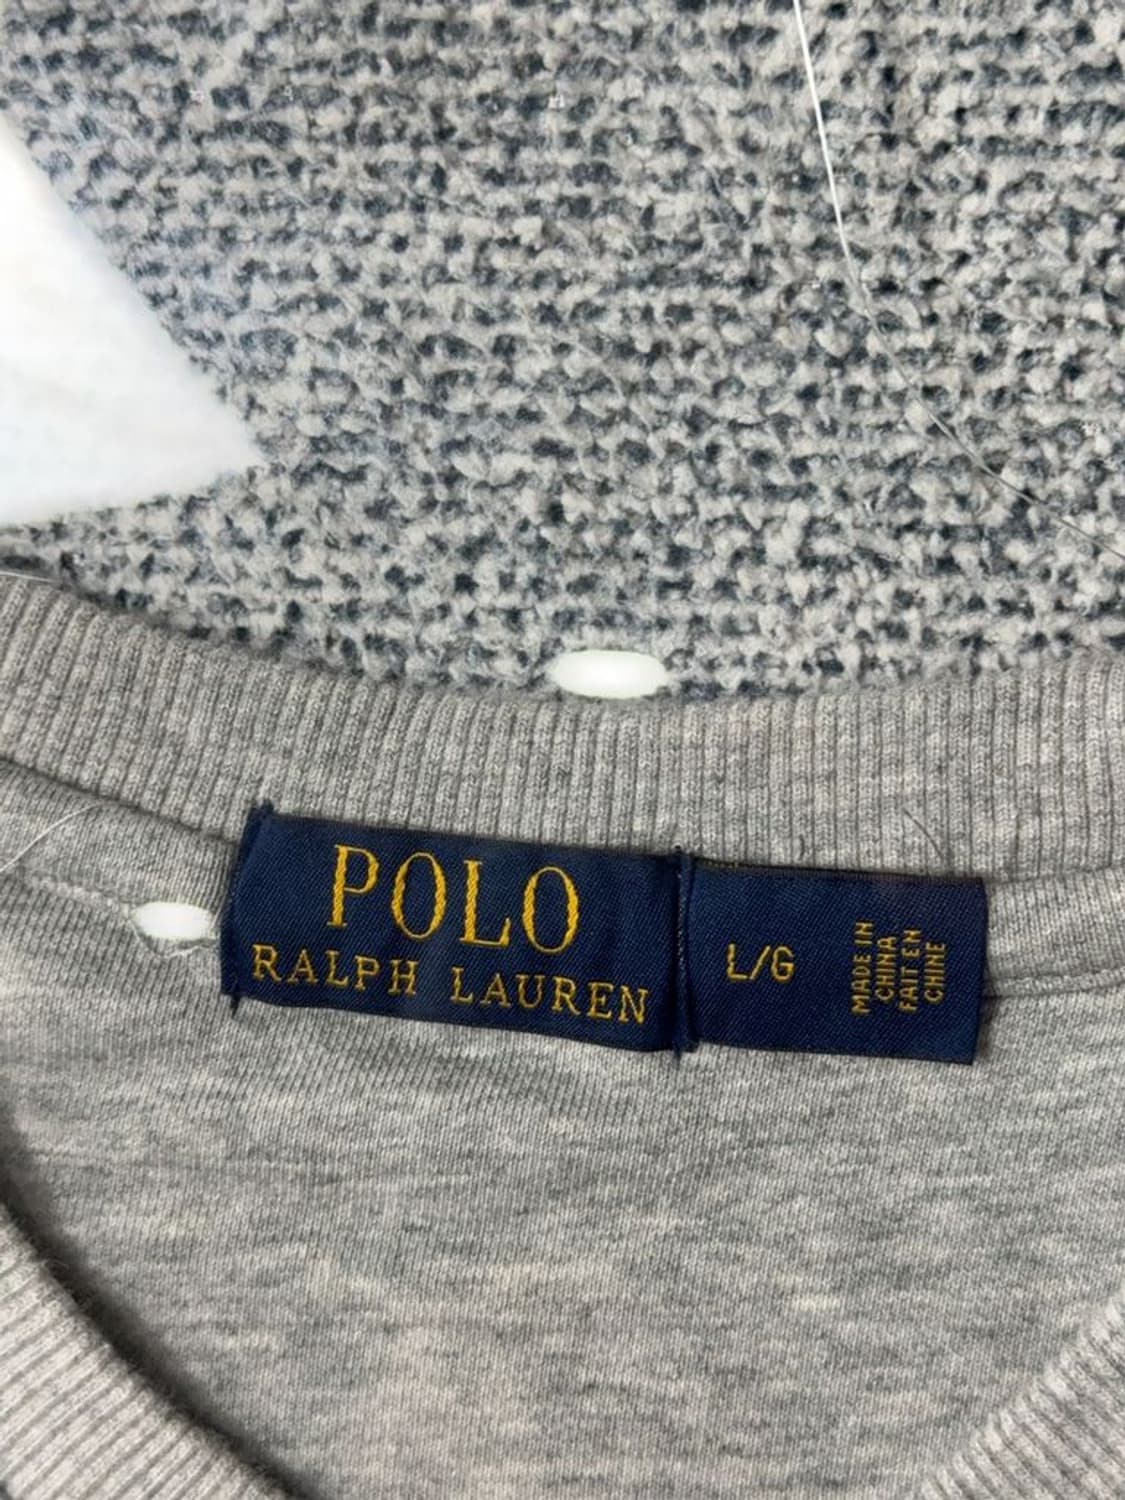 POLO
RALPH LAUREN
L/G
MADE IN
CHINA
FAIT EN
CHINE